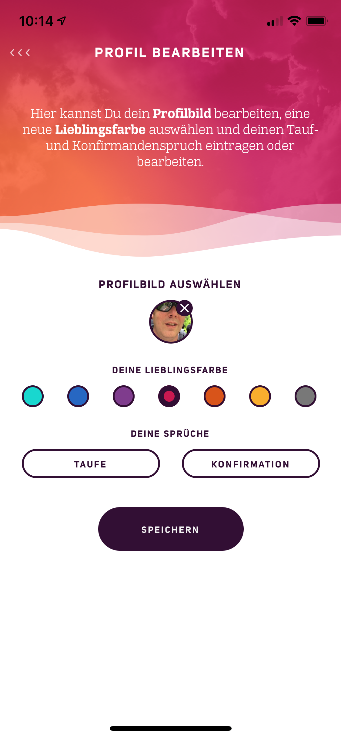 10:14
PROFIL BEARBEITEN
Hier kannst Du dein Profilbild bearbeiten, eine
neue Lieblingsfarbe auswählen und deinen Tauf-
und Konfirmandenspruch eintragen oder
bearbeiten.
PROFILBILD AUSWÄHLEN
DEINE LIEBLINGSFARBE
DEINE SPRÜCHE
TAUFE
KONFIRMATION
SPEICHERN